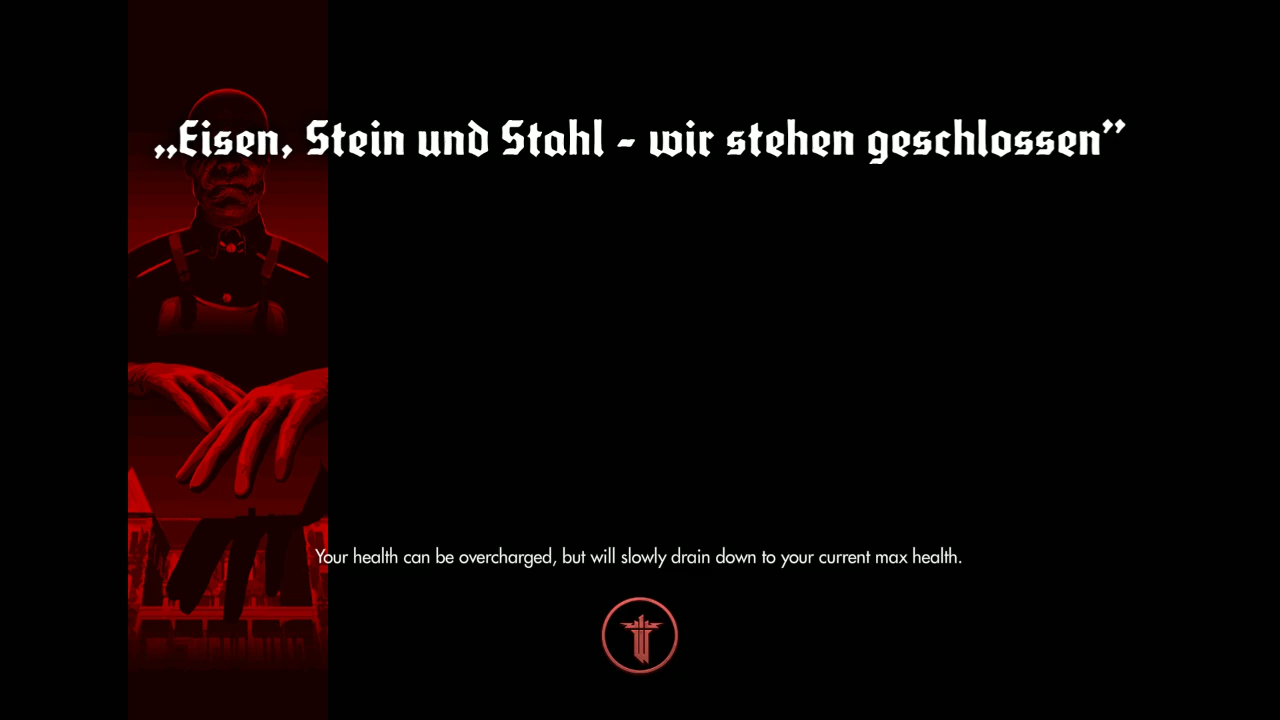 „Eisen, Stein und Stahl - wir stehen geschlossen”
Your health can be overcharged, but will slowly drain down to your current max health.